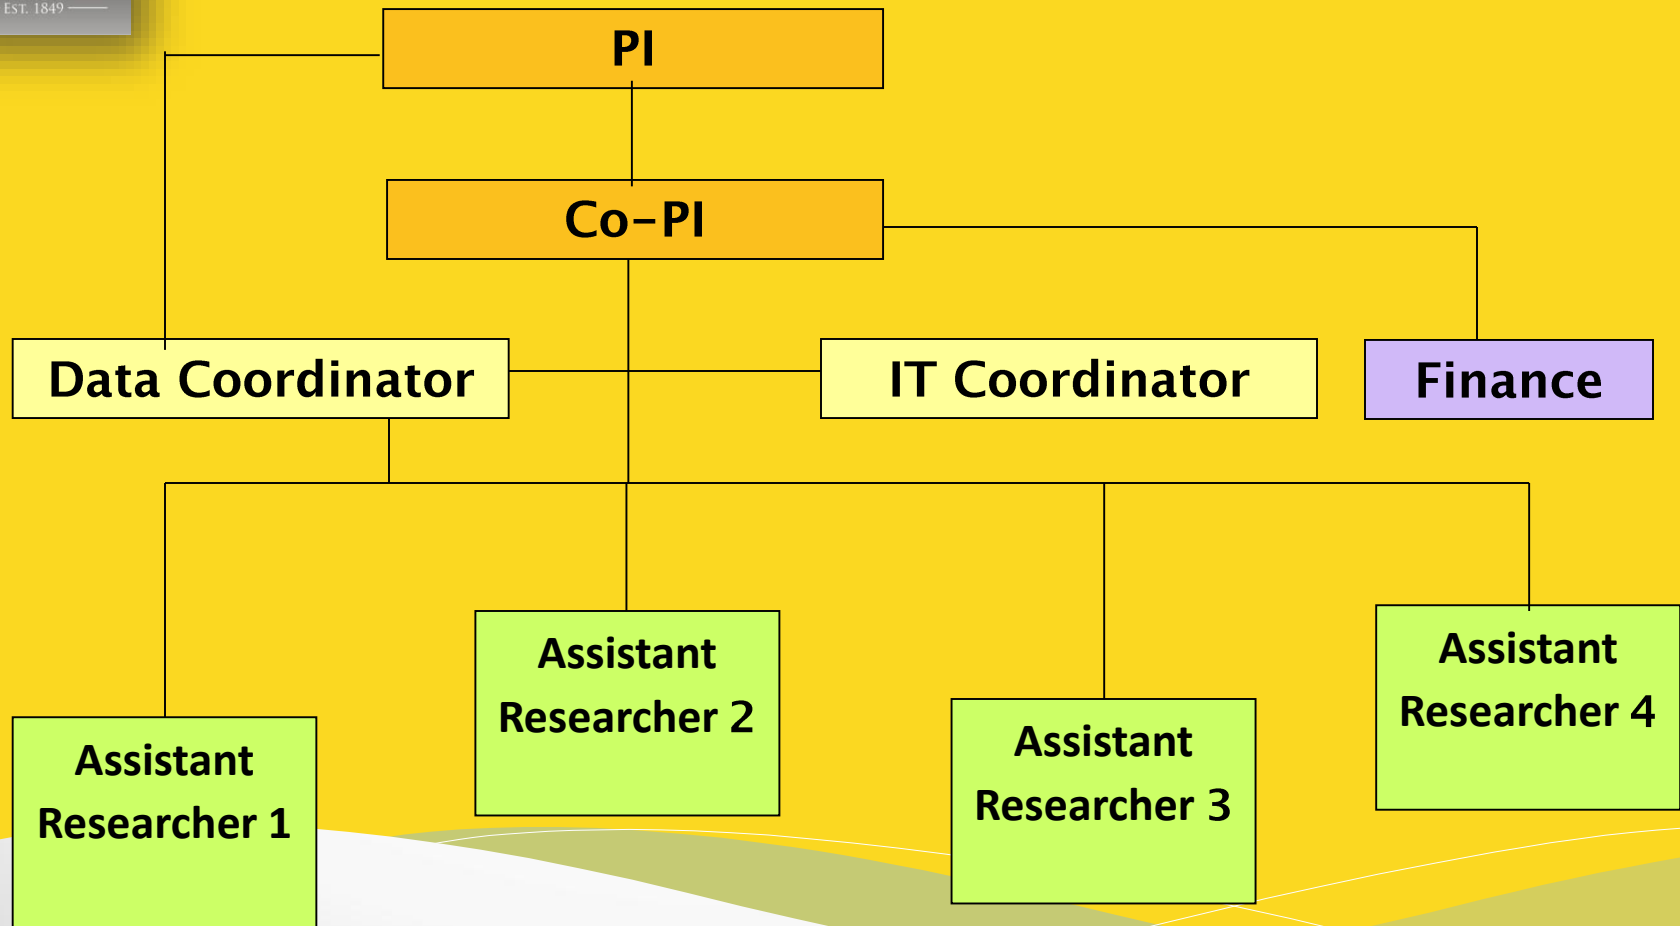 EST. 1849
PI
Co-PI
Data Coordinator
IT Coordinator
Finance
Assistant
Researcher 1
Assistant
Researcher 2
Assistant
Researcher 3
Assistant
Researcher 4